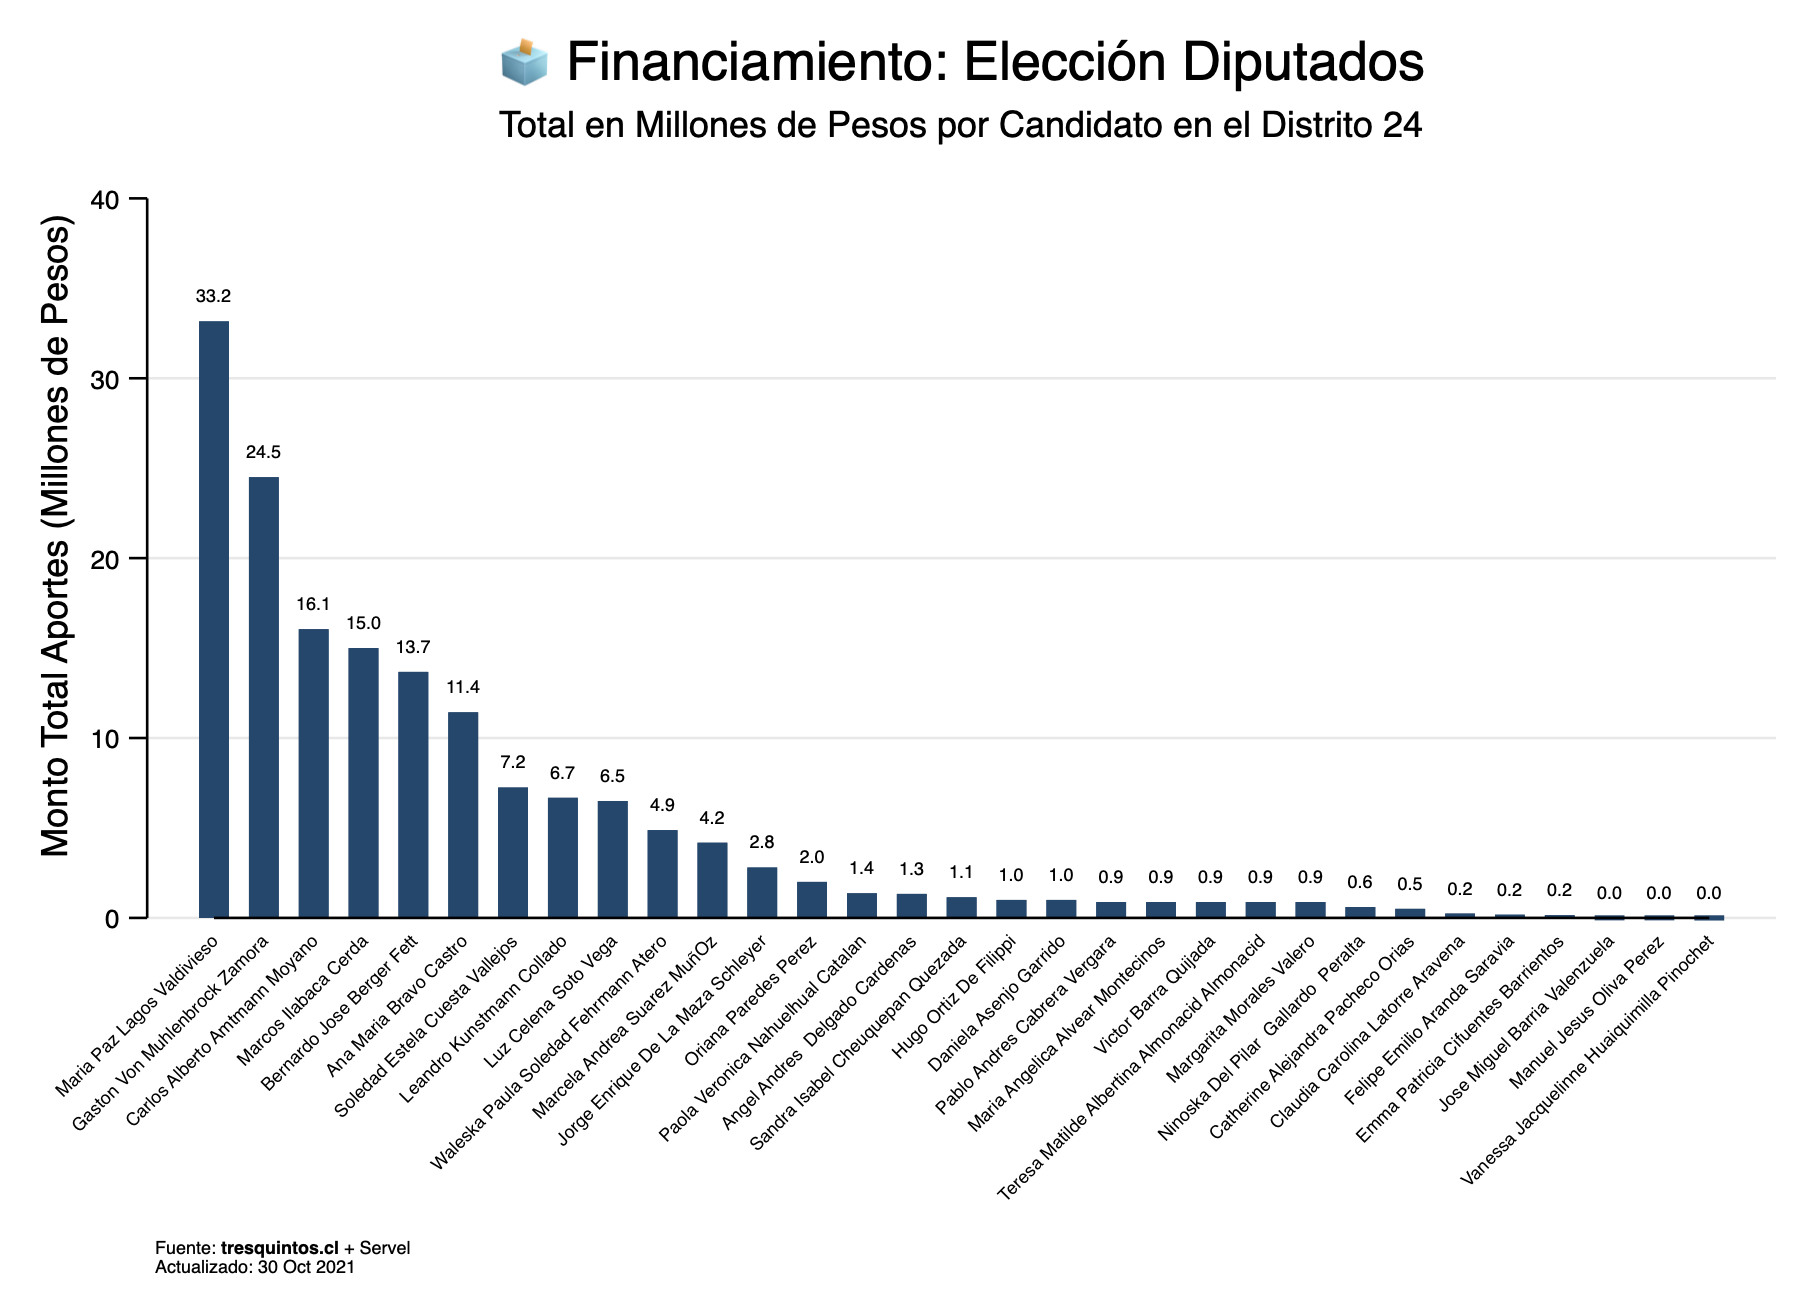 Financiamiento: Elección Diputados
Total en Millones de Pesos por Candidato en el Distrito 24
Monto Total Aportes (Millones de Pesos)
40
30
20
10
0
33.2
24.5
16.1
15.0
13.7
11.4
7.2
6.7
6.5
4.9
4.2
2.8
2.0
1.4
1.3
1.1
1.0
1.0
0.9
0.9
0.9
0.9
0.9
0.6
0.5
0.2
0.2
0.2
0.0
0.0
0.0
Maria Paz Lagos Valdivieso
Gaston Von Muhlenbrock Zamora
Carlos Alberto Amtmann Moyano
Marcos Ilabaca Cerda
Bernardo Jose Berger Fett
Ana Maria Bravo Castro
Soledad Estela Cuesta Vallejos
Leandro Kunstmann Collado
Luz Celena Soto Vega
Waleska Paula Soledad Fehrmann Atero
Marcela Andrea Suarez MuñOz
Jorge Enrique De La Maza Schleyer
Oriana Paredes Perez
Paola Veronica Nahuelhual Catalan
Angel Andres Delgado Cardenas
Sandra Isabel Cheuquepan Quezada
Hugo Ortiz De Filippi
Daniela Asenjo Garrido
Pablo Andres Cabrera Vergara
Maria Angelica Alvear Montecinos
Victor Barra Quijada
Teresa Matilde Albertina Almonacid Almonacid
Margarita Morales Valero
Ninoska Del Pilar Gallardo Peralta
Catherine Alejandra Pacheco Orias
Claudia Carolina Latorre Aravena
Felipe Emilio Aranda Saravia
Emma Patricia Cifuentes Barrientos
Jose Miguel Barria Valenzuela
Manuel Jesus Oliva Perez
Vanessa Jacquelinne Huaiquimilla Pinochet
Fuente: tresquintos.cl + Servel
Actualizado: 30 Oct 2021